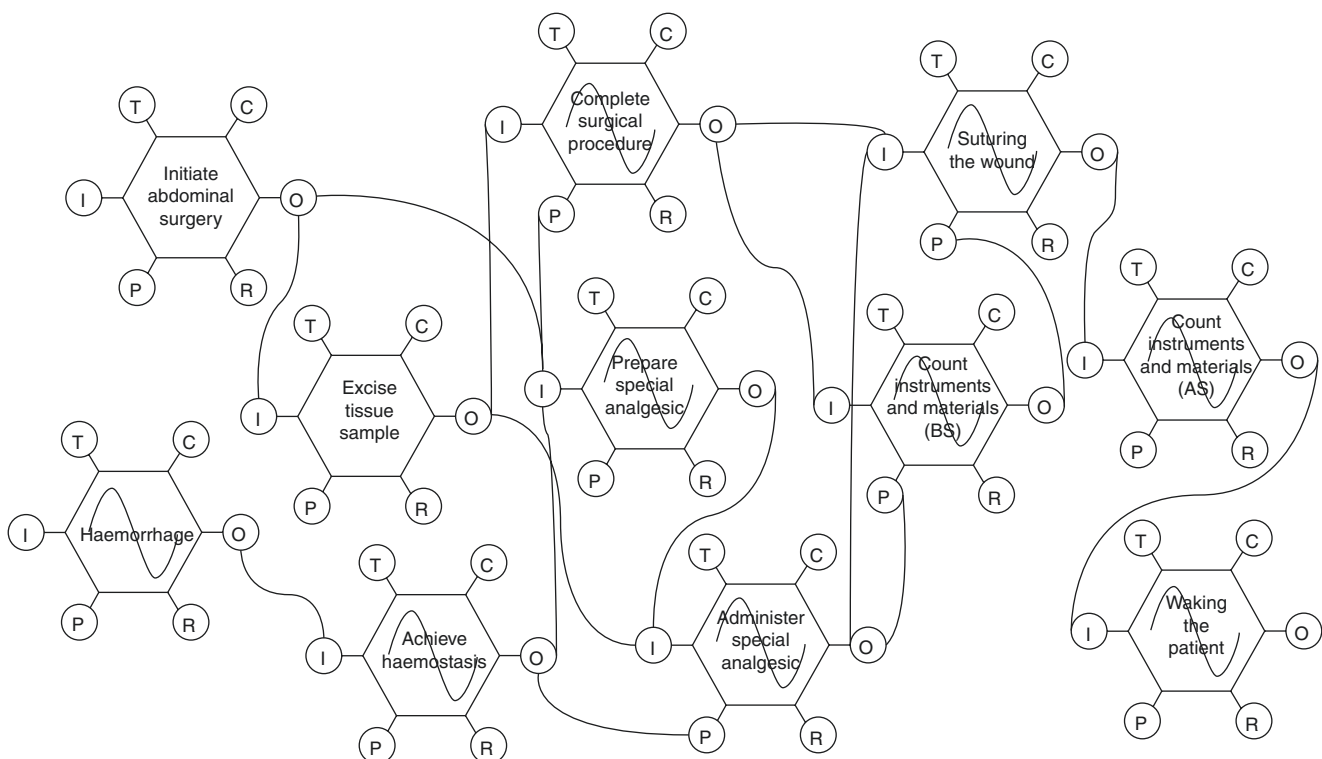 T
C
Initiate
abdominal
surgery
I
O
P
R
T
C
Complete
surgical
procedure
I
O
P
R
T
C
Suturing
the wound
I
O
P
R
T
C
Excise
tissue
sample
I
O
P
R
T
C
Prepare
special
analgesic
I
O
P
R
T
C
Count
instruments
and materials
(BS)
I
O
P
R
T
C
Count
instruments
and materials
(AS)
I
O
P
R
T
C
Haemorrhage
I
O
P
R
T
C
Achieve
haemostasis
I
O
P
R
T
C
Administer
special
analgesic
I
O
P
R
T
C
Waking
the
patient
I
O
P
R